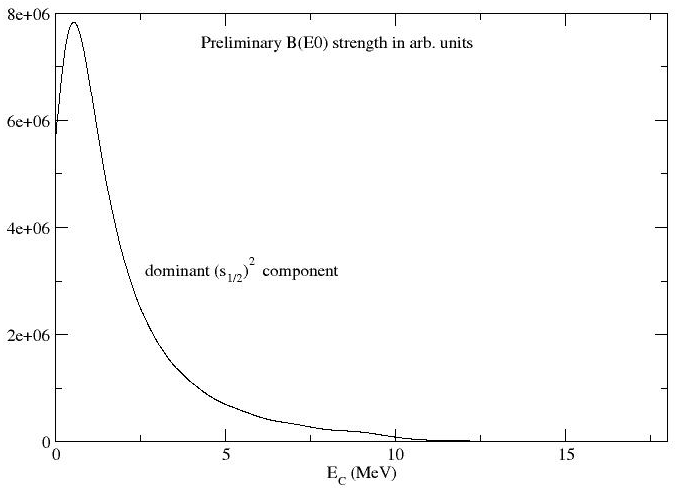 8e+06
Preliminary B(E0) strength in arb. units
6e+06
4e+06
dominant (s1/2)2 component
2e+06
0
0 5 10 15
EC (MeV)